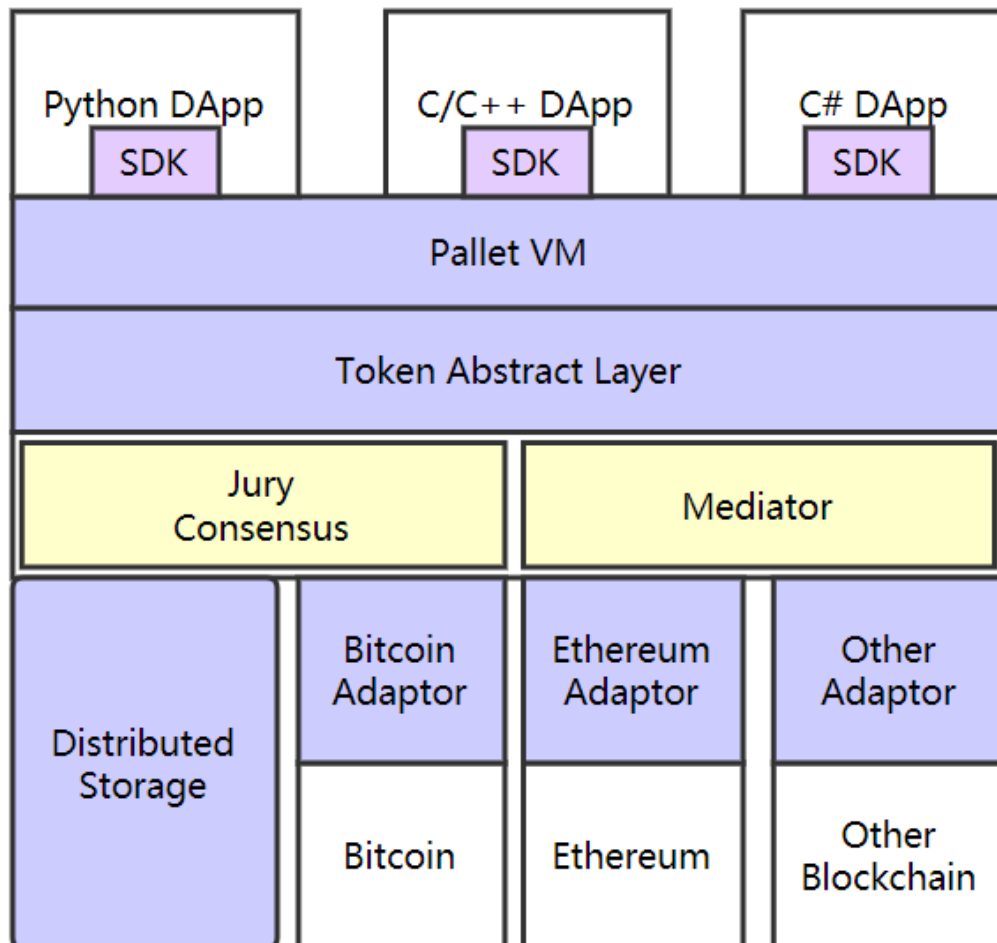 Python DApp
SDK
C/C++ DApp
SDK
C# DApp
SDK
Pallet VM
Token Abstract Layer
Jury
Consensus
Mediator
Distributed
Storage
Bitcoin
Adaptor
Ethereum
Adaptor
Other
Adaptor
Bitcoin
Ethereum
Other
Blockchain